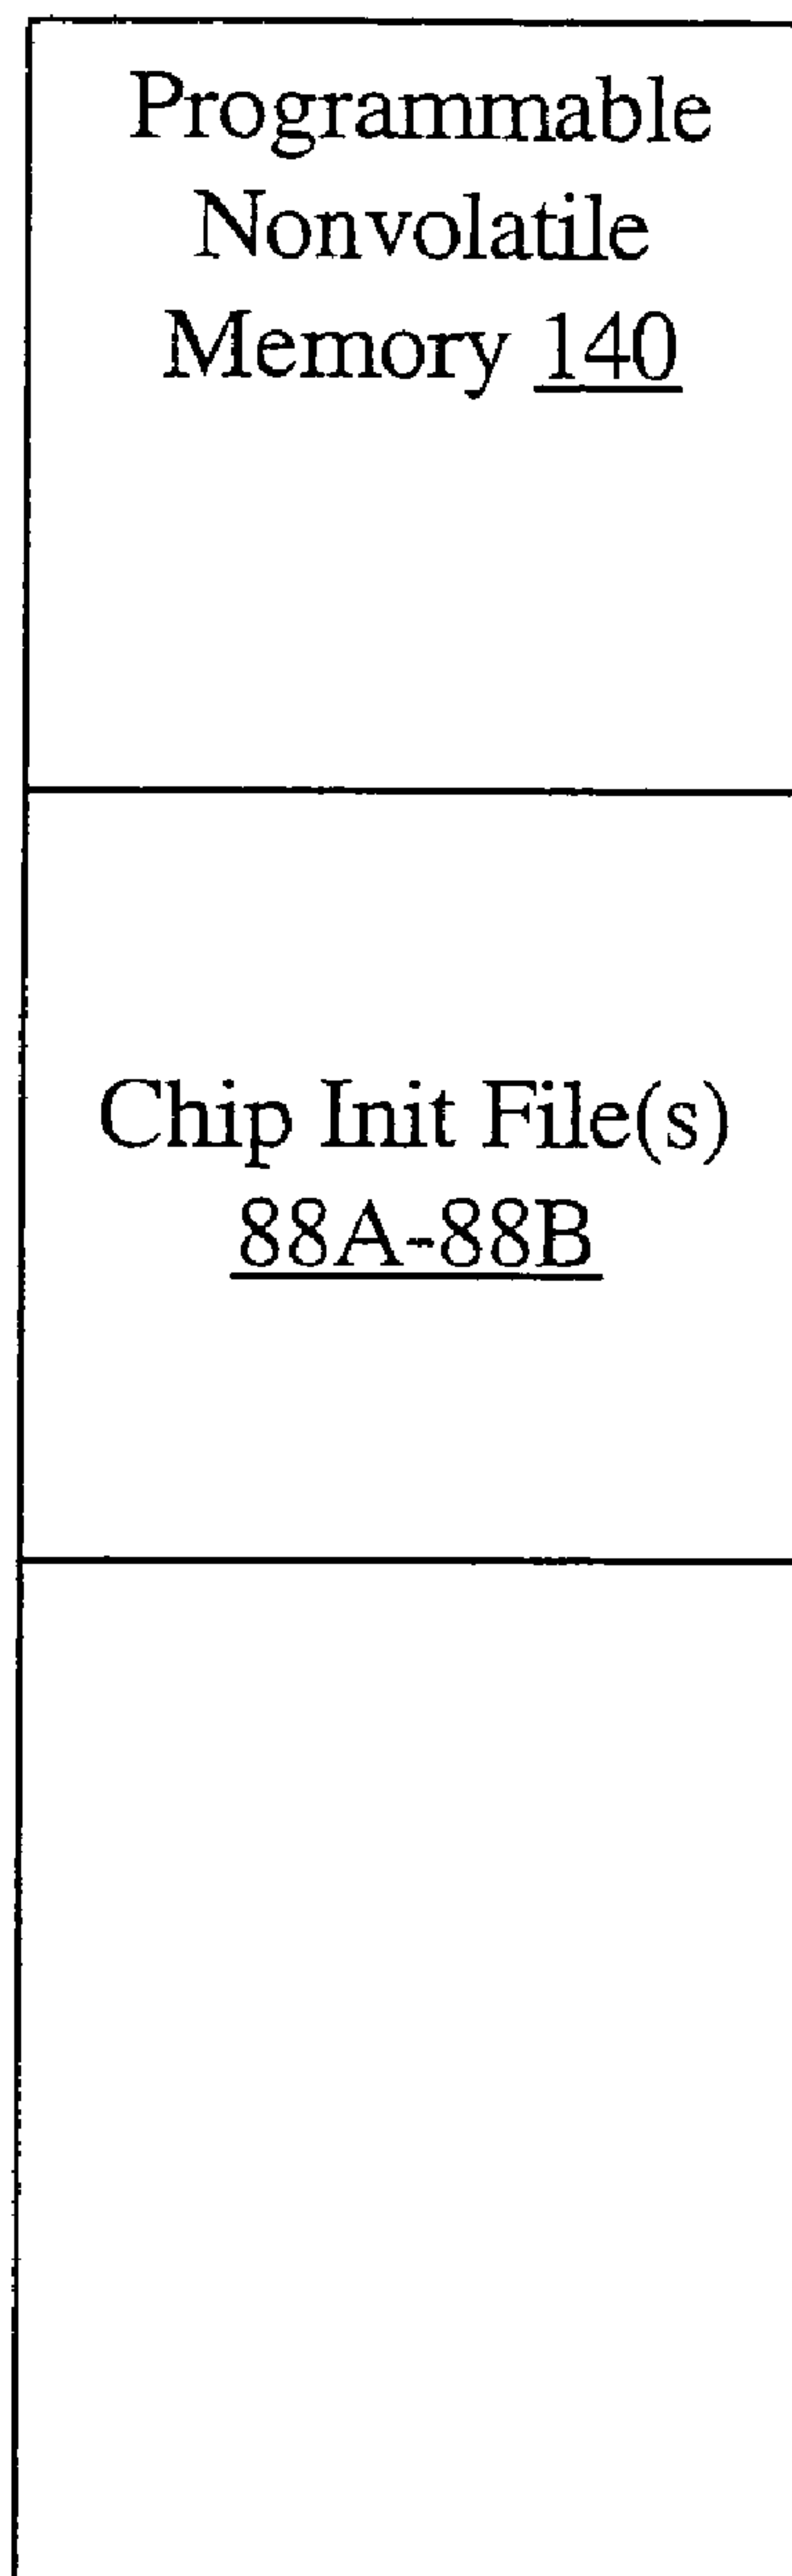 Programmable
Nonvolatile
Memory 140
Chip Init File(s)
88A-88B